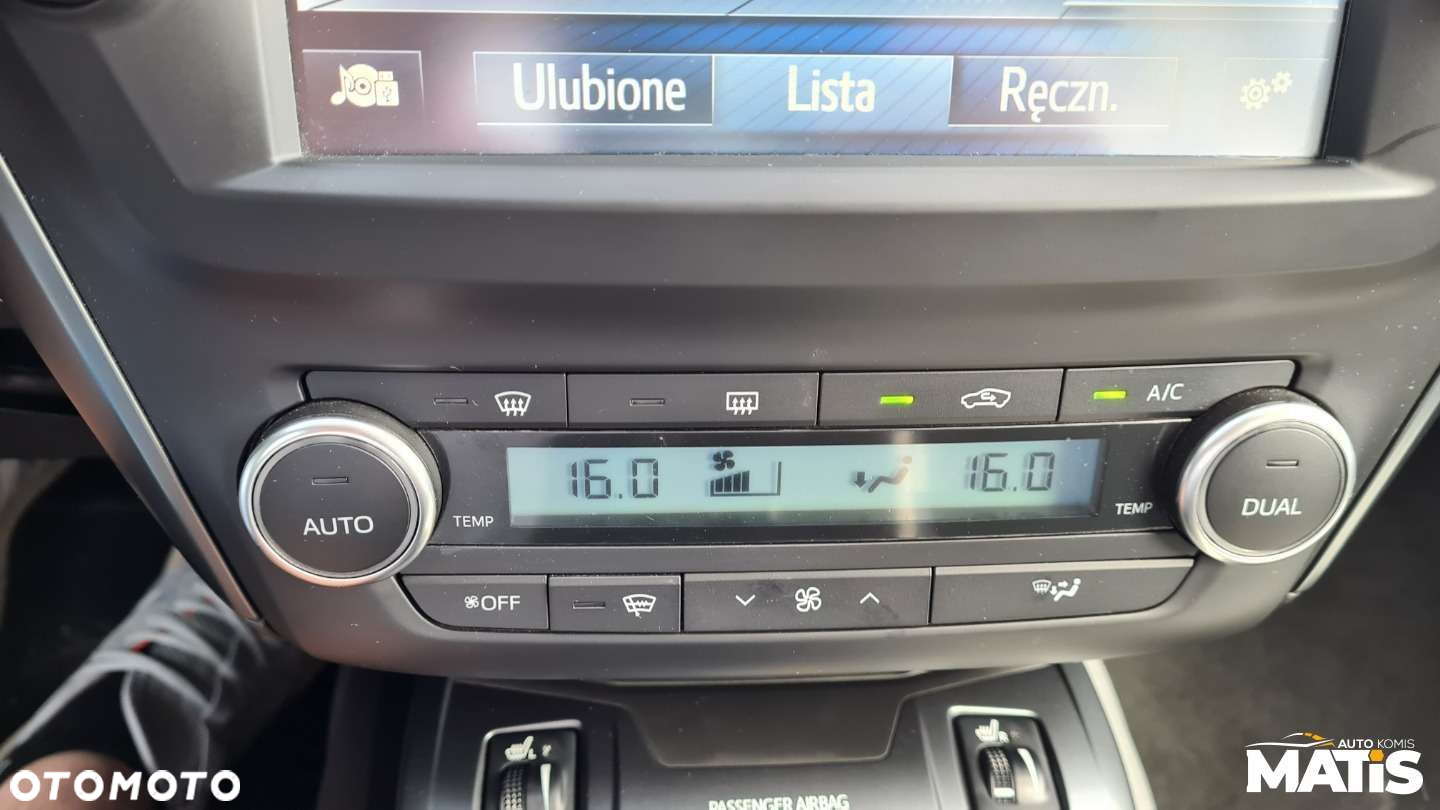 Ulubione Lista Ręczn.
A/C
16.0 16.0
AUTO TEMP TEMP DUAL
OFF
L R
PASSENGER AIRBAG
OTOMOTO
AUTO KOMIS
MATiS